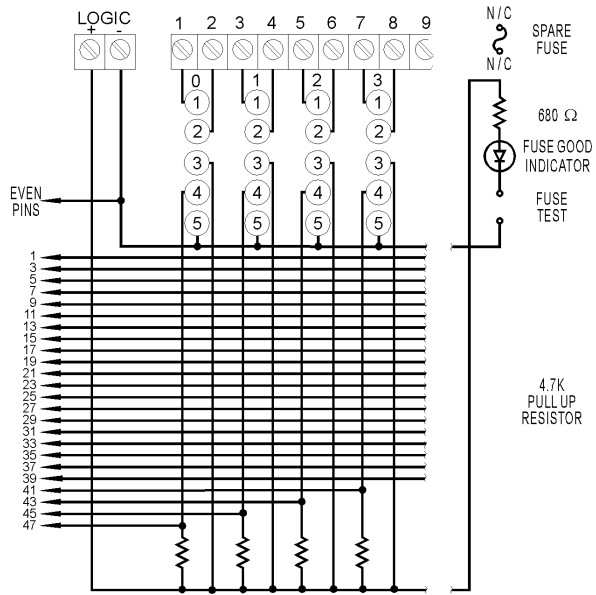 LOGIC
+ -
1 2 3 4 5 6 7 8 9
N/C
SPARE
FUSE
N/C
0 1 2 3
1 1 1 1
2 2 2 2
3 3 3 3
4 4 4 4
5 5 5 5
680 Ω
FUSE GOOD
INDICATOR
FUSE
TEST
EVEN
PINS
1
3
5
7
9
11
13
15
17
19
21
23
25
27
29
31
33
35
37
39
41
43
45
47
4.7K
PULL UP
RESISTOR